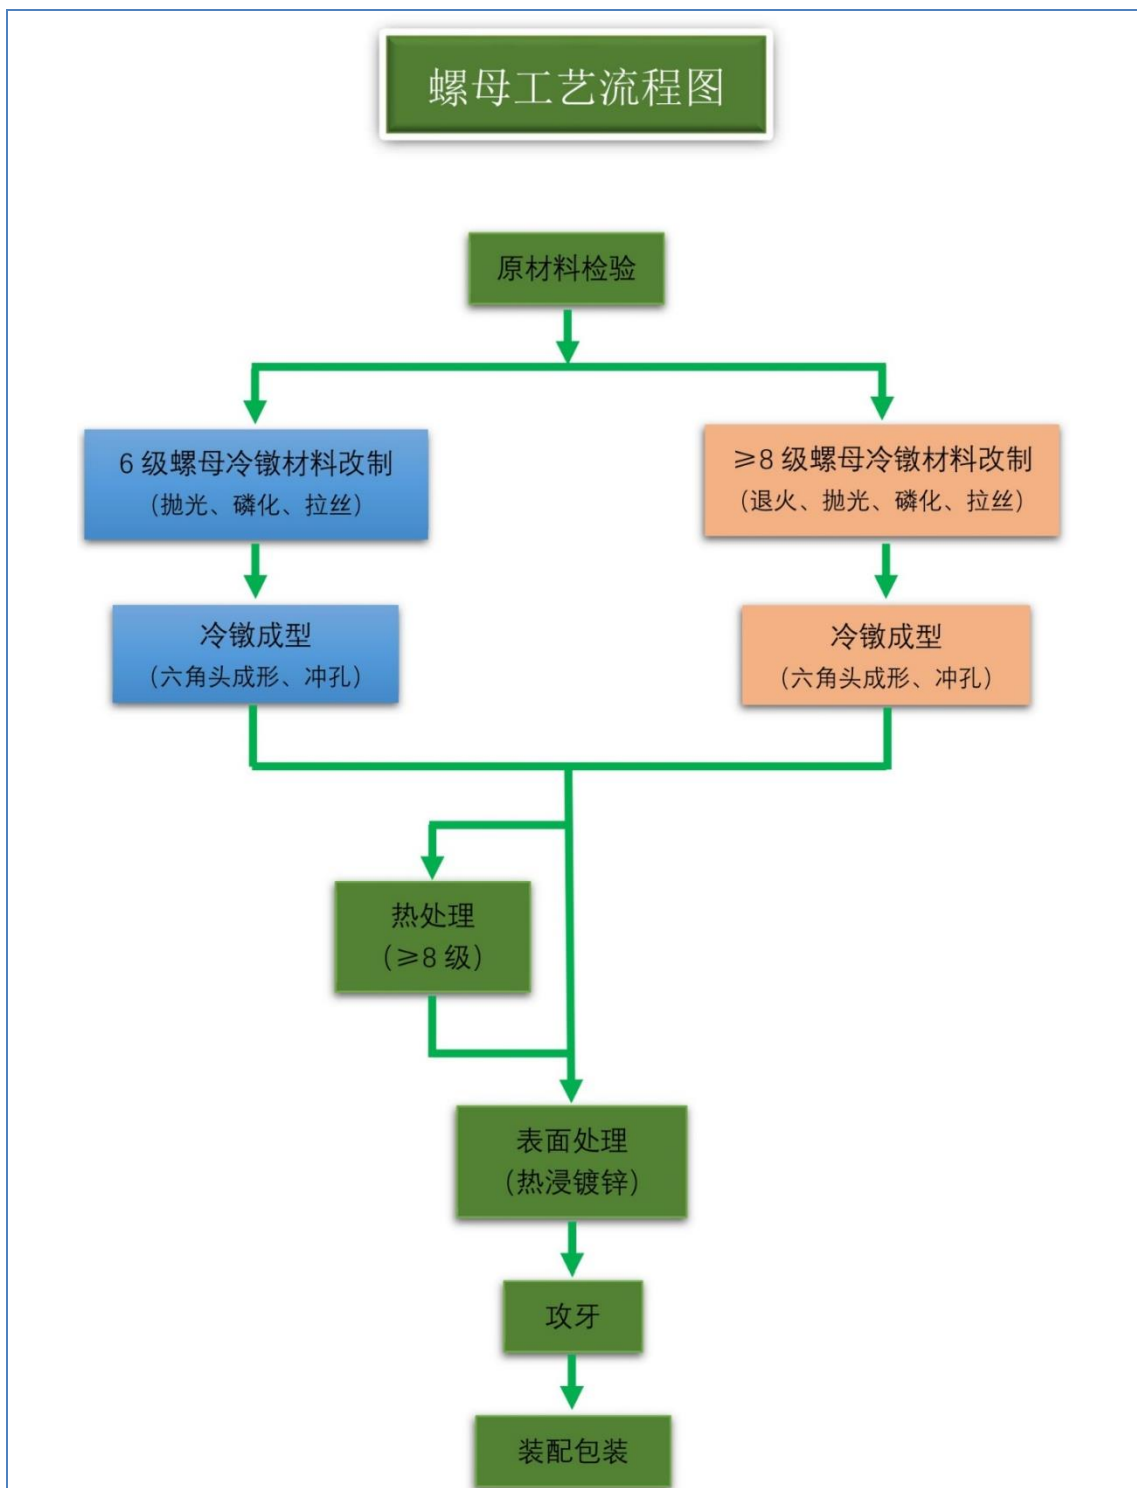 螺母工艺流程图
原材料检验
6 级螺母冷镦材料改制
（抛光、磷化、拉丝）
≥8 级螺母冷镦材料改制
（退火、抛光、磷化、拉丝）
冷镦成型
（六角头成形、冲孔）
冷镦成型
（六角头成形、冲孔）
热处理
（≥8 级）
表面处理
（热浸镀锌）
攻牙
装配包装